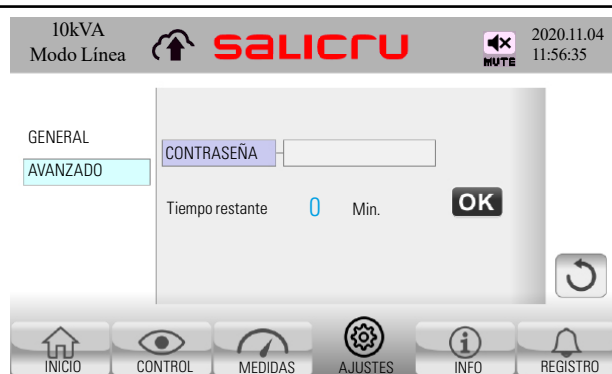 10kVA
Modo Línea
salicru
MUTE
2020.11.04
11:56:35
GENERAL
AVANZADO
CONTRASEÑA
Tiempo restante 0 Min.
OK
INICIO CONTROL MEDIDAS AJUSTES INFO REGISTRO